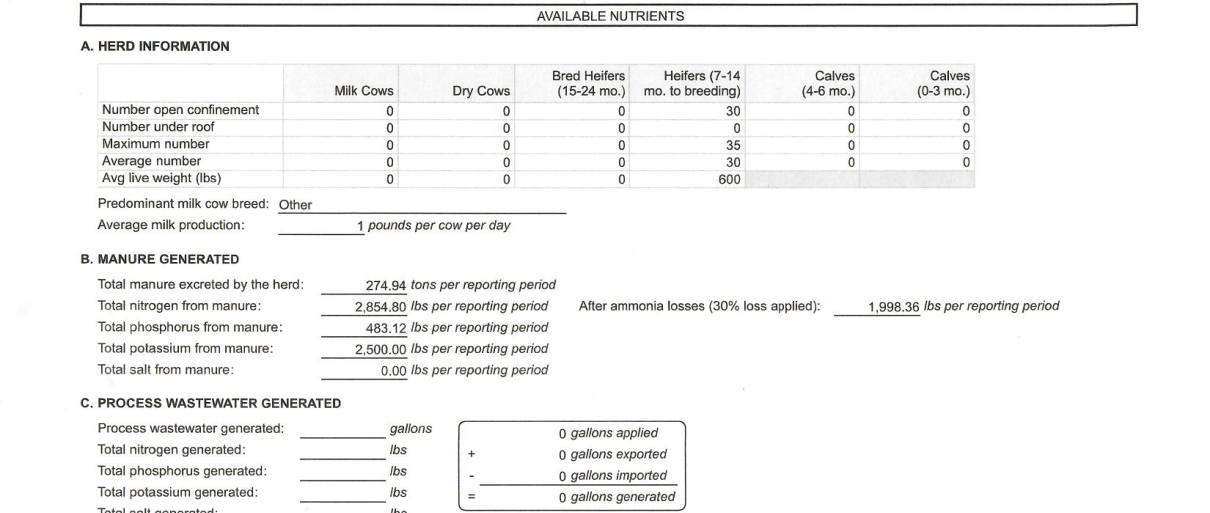 AVAILABLE NUTRIENTS
A. HERD INFORMATION
Milk Cows Dry Cows Bred Heifers (15-24 mo.) Heifers (7-14 mo. to breeding) Calves (4-6 mo.) Calves (0-3 mo.)
Number open confinement 0 0 0 30 0 0
Number under roof 0 0 0 0 0 0
Maximum number 0 0 0 35 0 0
Average number 0 0 0 30 0 0
Avg live weight (lbs) 0 0 0 600
Predominant milk cow breed: Other
Average milk production: 1 pounds per cow per day
B. MANURE GENERATED
Total manure excreted by the herd: 274.94 tons per reporting period
Total nitrogen from manure: 2,854.80 lbs per reporting period After ammonia losses (30% loss applied): 1,998.36 lbs per reporting period
Total phosphorus from manure: 483.12 lbs per reporting period
Total potassium from manure: 2,500.00 lbs per reporting period
Total salt from manure: 0.00 lbs per reporting period
C. PROCESS WASTEWATER GENERATED
Process wastewater generated: gallons
Total nitrogen generated: lbs
Total phosphorus generated: lbs
Total potassium generated: lbs
Total salt generated: lbs
0 gallons applied
+ 0 gallons exported
- 0 gallons imported
= 0 gallons generated